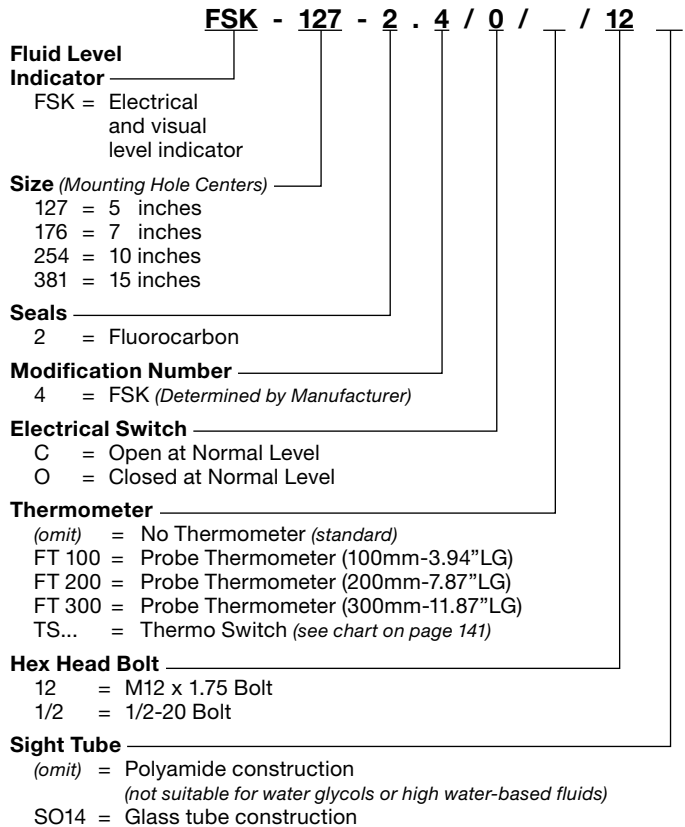 FSK - 127 - 2 . 4 / 0 / __ / 12 __
Fluid Level
Indicator
FSK = Electrical
and visual
level indicator
Size (Mounting Hole Centers)
127 = 5 inches
176 = 7 inches
254 = 10 inches
381 = 15 inches
Seals
2 = Fluorocarbon
Modification Number
4 = FSK (Determined by Manufacturer)
Electrical Switch
C = Open at Normal Level
O = Closed at Normal Level
Thermometer
(omit) = No Thermometer (standard)
FT 100 = Probe Thermometer (100mm-3.94”LG)
FT 200 = Probe Thermometer (200mm-7.87”LG)
FT 300 = Probe Thermometer (300mm-11.87”LG)
TS... = Thermo Switch (see chart on page 141)
Hex Head Bolt
12 = M12 x 1.75 Bolt
1/2 = 1/2-20 Bolt
Sight Tube
(omit) = Polyamide construction
(not suitable for water glycols or high water-based fluids)
SO14 = Glass tube construction